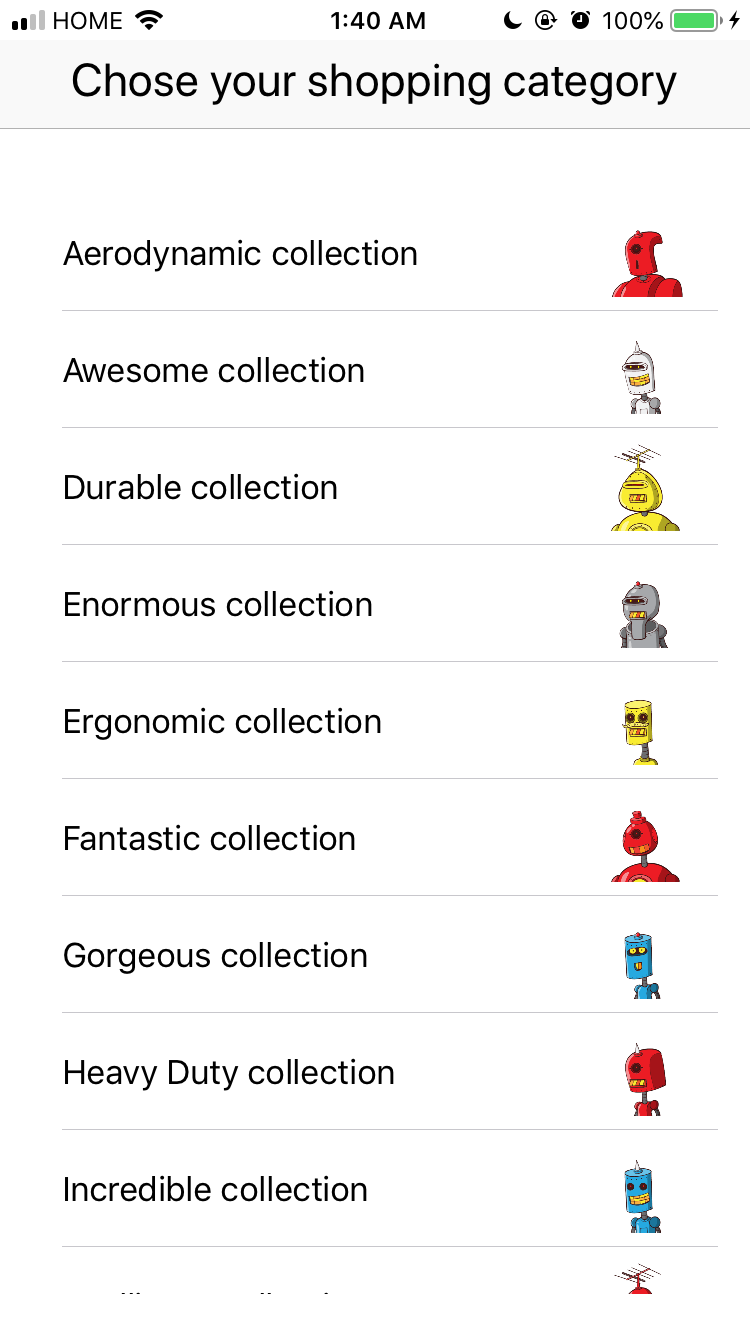 HOME 1:40 AM 100%
Chose your shopping category
Aerodynamic collection
Awesome collection
Durable collection
Enormous collection
Ergonomic collection
Fantastic collection
Gorgeous collection
Heavy Duty collection
Incredible collection